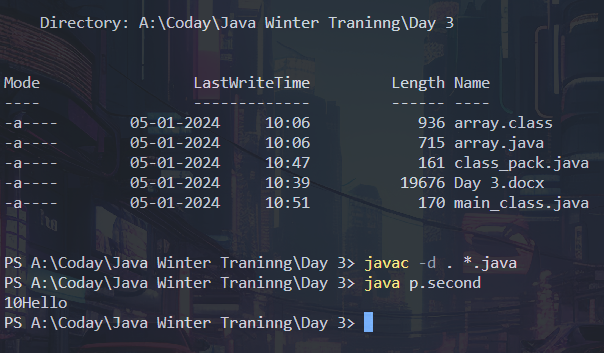 Directory: A:\Coday\Java Winter Traninng\Day 3
Mode LastWriteTime Length Name
---- ------------- ------ ----
-a---- 05-01-2024 10:06 936 array.class
-a---- 05-01-2024 10:06 715 array.java
-a---- 05-01-2024 10:47 161 class_pack.java
-a---- 05-01-2024 10:39 19676 Day 3.docx
-a---- 05-01-2024 10:51 170 main_class.java
PS A:\Coday\Java Winter Traninng\Day 3> javac -d . *.java
PS A:\Coday\Java Winter Traninng\Day 3> java p.second
10Hello
PS A:\Coday\Java Winter Traninng\Day 3>